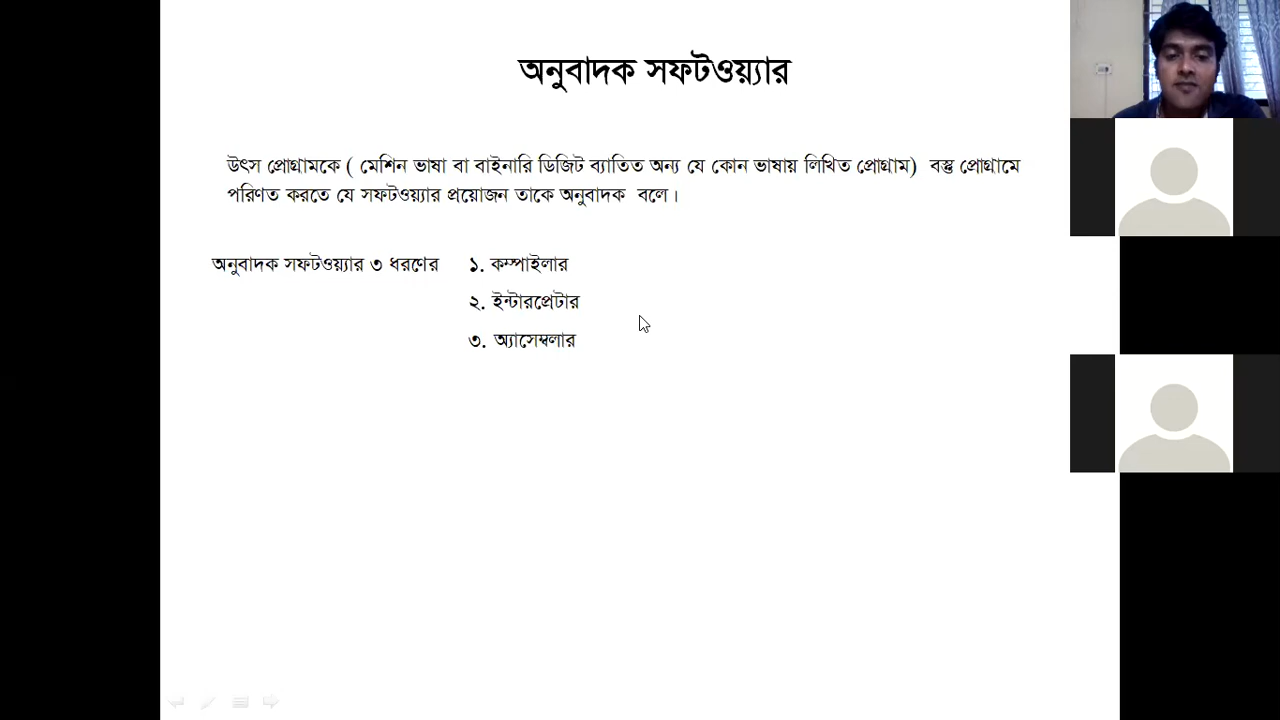 অনুবাদক সফটওয়্যার
উৎস প্রোগ্রামকে ( মেশিন ভাষা বা বাইনারি ডিজিট ব্যাতিত অন্য যে কোন ভাষায় লিখিত প্রোগ্রাম) বস্তু প্রোগ্রামে
পরিণত করতে যে সফটওয়্যার প্রয়োজন তাকে অনুবাদক বলে।
অনুবাদক সফটওয়্যার ৩ ধরণের ১. কম্পাইলার
২. ইন্টারপ্রেটার
৩. অ্যাসেম্বলার